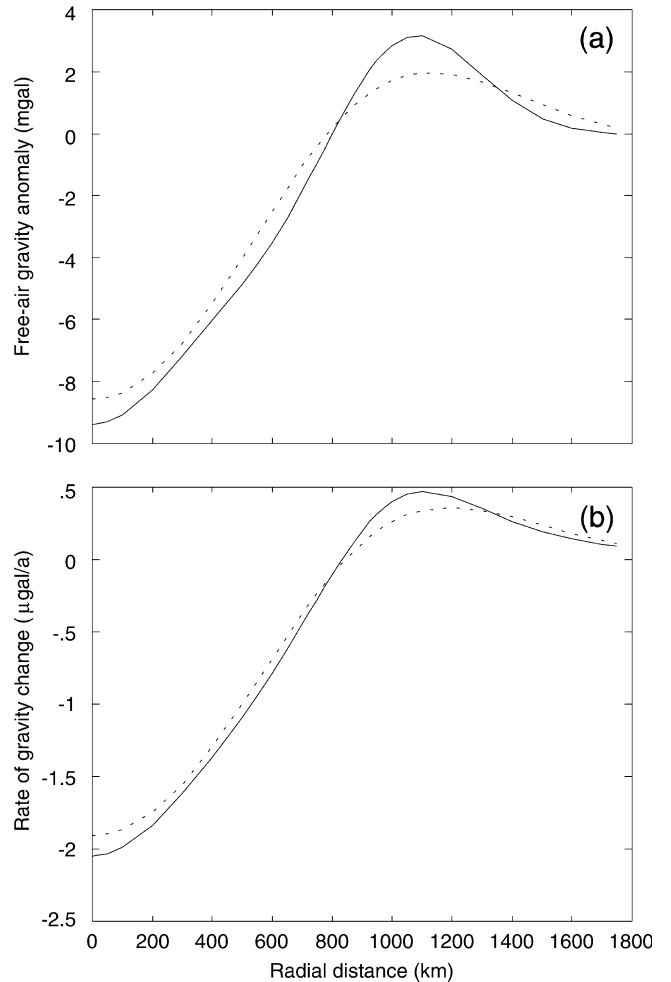 (a)
Free-air gravity anomaly (mgal)
4
2
0
-2
-4
-6
-8
-10
(b)
Rate of gravity change ( μgal/a)
.5
0
-.5
-1
-1.5
-2
-2.5
0 200 400 600 800 1000 1200 1400 1600 1800
Radial distance (km)